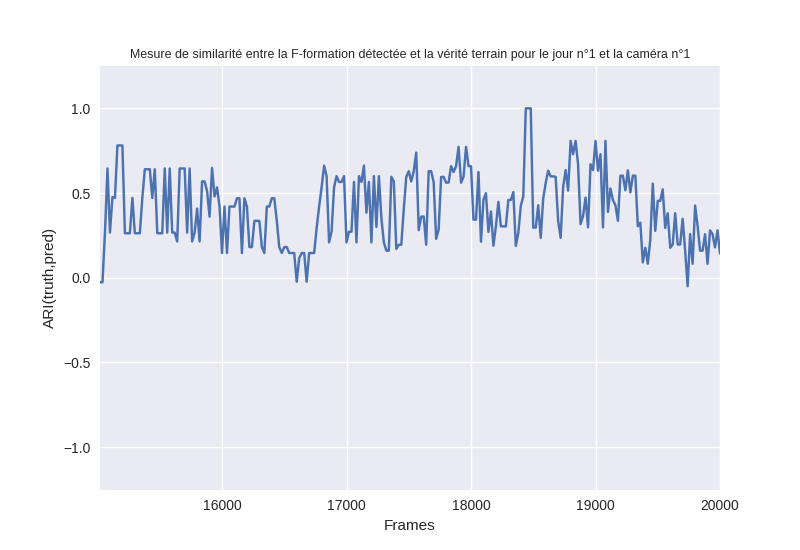 Mesure de similarité entre la F-formation détectée et la vérité terrain pour le jour n°1 et la caméra n°1
1.0
0.5
0.0
−0.5
−1.0
ARI(truth,pred)
16000 17000 18000 19000 20000
Frames